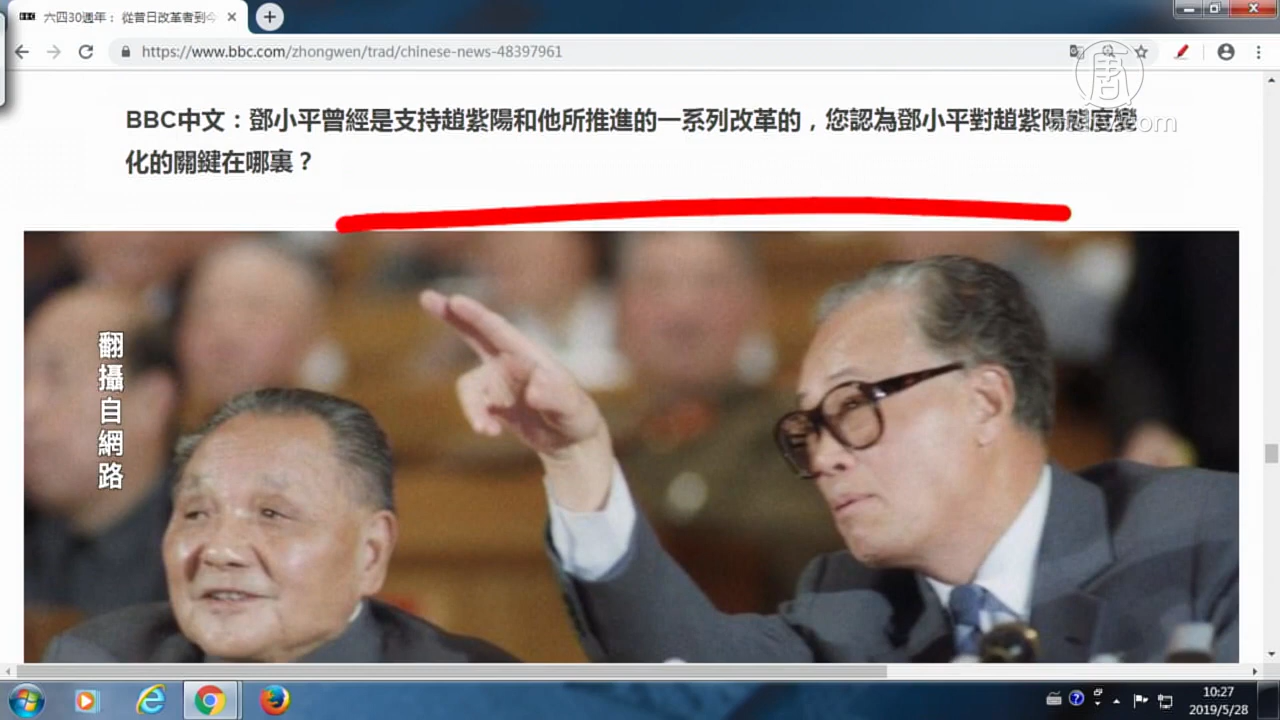 六四30週年： 從昔日改革者到今
https://www.bbc.com/zhongwen/trad/chinese-news-48397961
BBC中文：鄧小平曾經是支持趙紫陽和他所推進的一系列改革的，您認為鄧小平對趙紫陽態度變
化的關鍵在哪裏？
翻攝自網路
10:27
2019/5/28